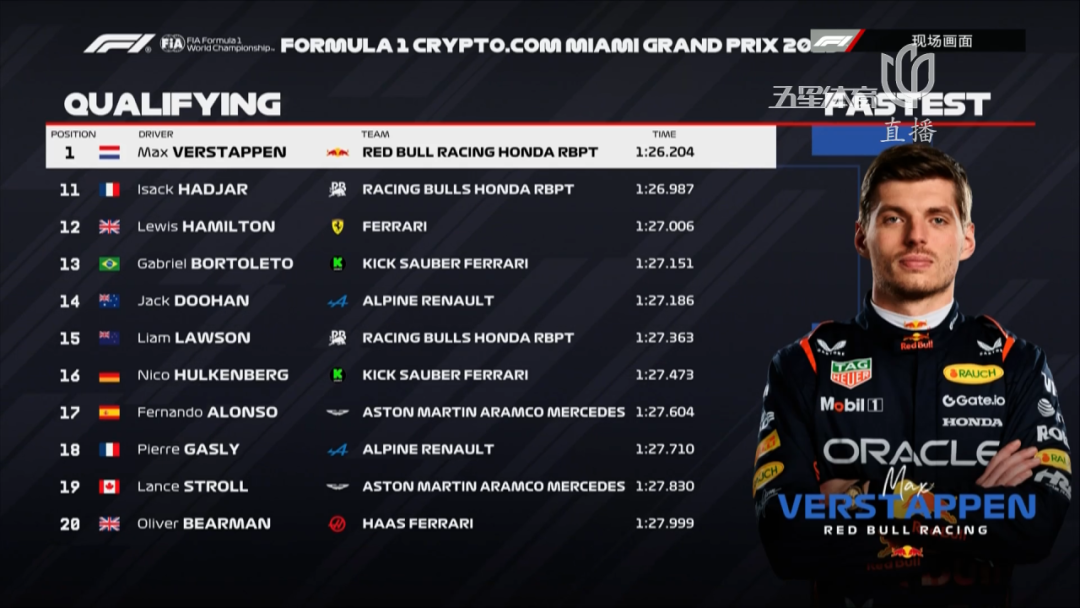 F1 FIA FIA Formula 1
World Championship
FORMULA 1 CRYPTO.COM MIAMI GRAND PRIX 20
F1 现场画面
QUALIFYING
五星体育
FASTEST
直播
POSITION DRIVER TEAM TIME
1 Max VERSTAPPEN RED BULL RACING HONDA RBPT 1:26.204
11 Isack HADJAR RACING BULLS HONDA RBPT 1:26.987
12 Lewis HAMILTON FERRARI 1:27.006
13 Gabriel BORTOLETO KICK SAUBER FERRARI 1:27.151
14 Jack DOOHAN ALPINE RENAULT 1:27.186
15 Liam LAWSON RACING BULLS HONDA RBPT 1:27.363
16 Nico HULKENBERG KICK SAUBER FERRARI 1:27.473
17 Fernando ALONSO ASTON MARTIN ARAMCO MERCEDES 1:27.604
18 Pierre GASLY ALPINE RENAULT 1:27.710
19 Lance STROLL ASTON MARTIN ARAMCO MERCEDES 1:27.830
20 Oliver BEARMAN HAAS FERRARI 1:27.999
Red Bull
TAG
HEUER
RAUCH
Mobil 1
Gate.io
HONDA
ORACLE
Max
VERSTAPPEN
RED BULL RACING
Red Bull